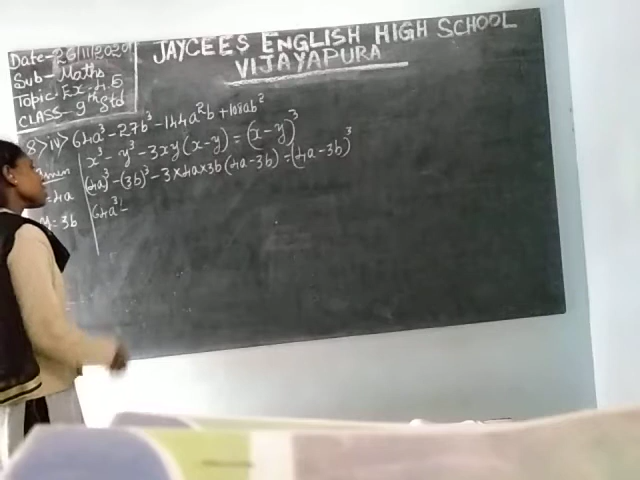 Date-26/11/2020
Sub- Maths
Topic Ex-4.5
CLASS- 9th Std
JAYCEES ENGLISH HIGH SCHOOL
VIJAYAPURA
8> iv> 64a³-27b³-144a²b+108ab²
x³-y³-3xy(x-y)=(x-y)³
(4a)³-(3b)³-3×4a×3b(4a-3b)=(4a-3b)³
=4a
y=3b
64a³-